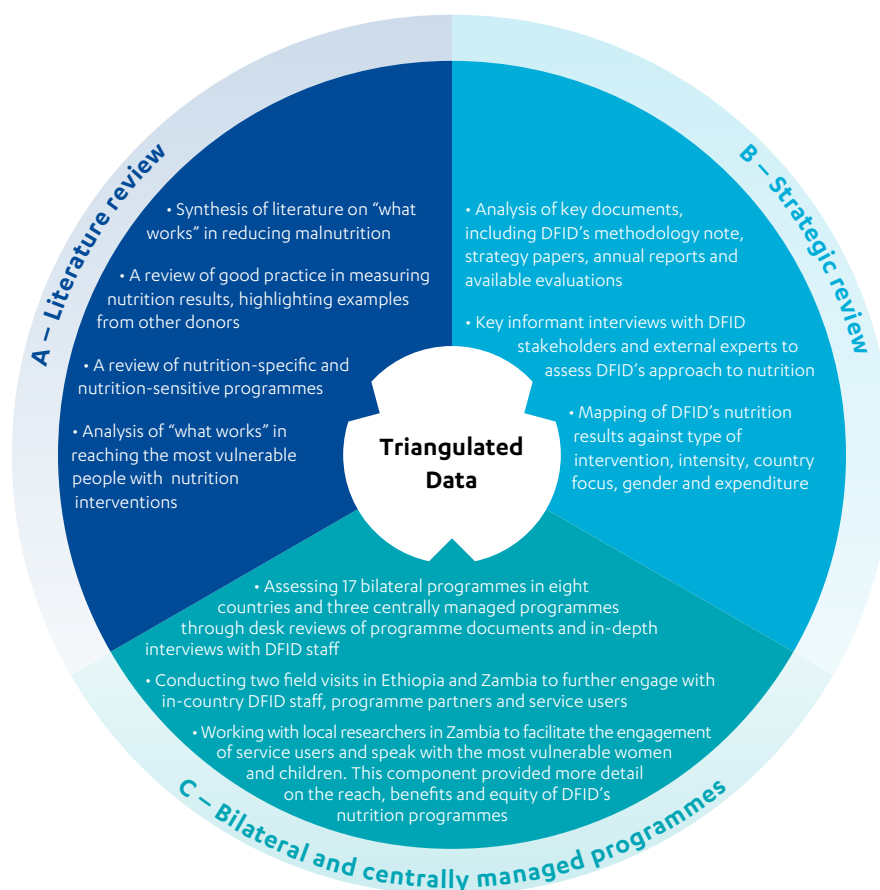 A – Literature review
• Synthesis of literature on “what
works” in reducing malnutrition
• A review of good practice in measuring
nutrition results, highlighting examples
from other donors
• A review of nutrition-specific and
nutrition-sensitive programmes
• Analysis of “what works” in
reaching the most vulnerable
people with nutrition
interventions
B – Strategic review
• Analysis of key documents,
including DFID’s methodology note,
strategy papers, annual reports and
available evaluations
• Key informant interviews with DFID
stakeholders and external experts to
assess DFID’s approach to nutrition
• Mapping of DFID’s nutrition
results against type of
intervention, intensity, country
focus, gender and expenditure
Triangulated
Data
• Assessing 17 bilateral programmes in eight
countries and three centrally managed programmes
through desk reviews of programme documents and in-depth
interviews with DFID staff
• Conducting two field visits in Ethiopia and Zambia to further engage with
in-country DFID staff, programme partners and service users
• Working with local researchers in Zambia to facilitate the engagement
of service users and speak with the most vulnerable women
and children. This component provided more detail
on the reach, benefits and equity of DFID’s
nutrition programmes
C – Bilateral and centrally managed programmes